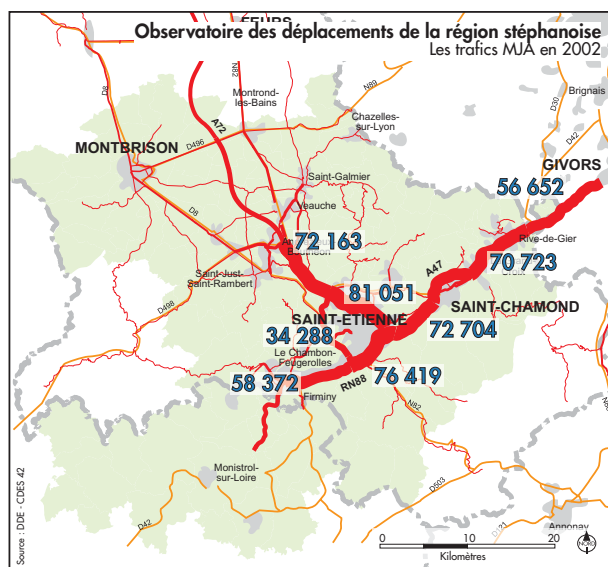 FEURS
Observatoire des déplacements de la région stéphanoise
Les trafics MJA en 2002
D8
N82
Montrond-
les-Bains
N89
D30
Brignais
A72
Chazelles-
sur-Lyon
D42
MONTBRISON
D496
GIVORS
Saint-Galmier
56 652
D8
Veauche
72 163
Rive-de-Gier
70 723
A47
Saint-Just-
Saint-Rambert
81 051
D498
SAINT-ETIENNE
SAINT-CHAMOND
34 288
72 704
Le Chambon-
Feugerolles
58 372
RN88
76 419
Firminy
N82
Monistrol-
sur-Loire
D503
D42
Annonay
0 10 20
Kilomètres
NORD
Source : DDE - CDES 42